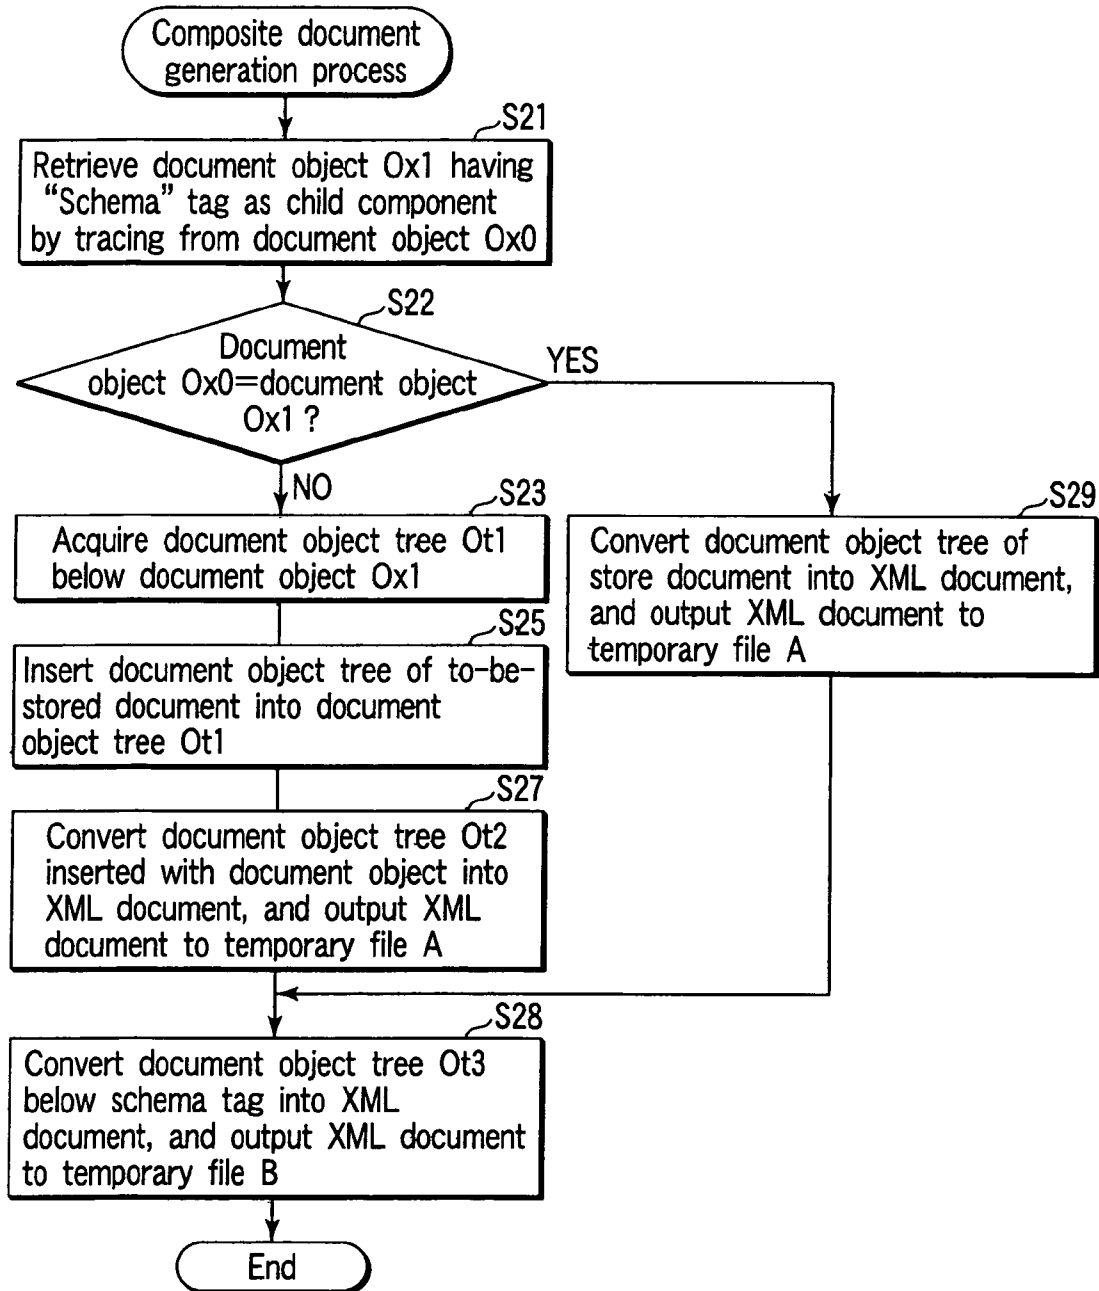 Composite document
generation process
S21
Retrieve document object Ox1 having
“Schema” tag as child component
by tracing from document object Ox0
S22
Document
object Ox0=document object
Ox1 ?
YES
NO
S23
Acquire document object tree Ot1
below document object Ox1
S29
Convert document object tree of
store document into XML document,
and output XML document to
temporary file A
S25
Insert document object tree of to-be-
stored document into document
object tree Ot1
S27
Convert document object tree Ot2
inserted with document object into
XML document, and output XML
document to temporary file A
S28
Convert document object tree Ot3
below schema tag into XML
document, and output XML document
to temporary file B
End